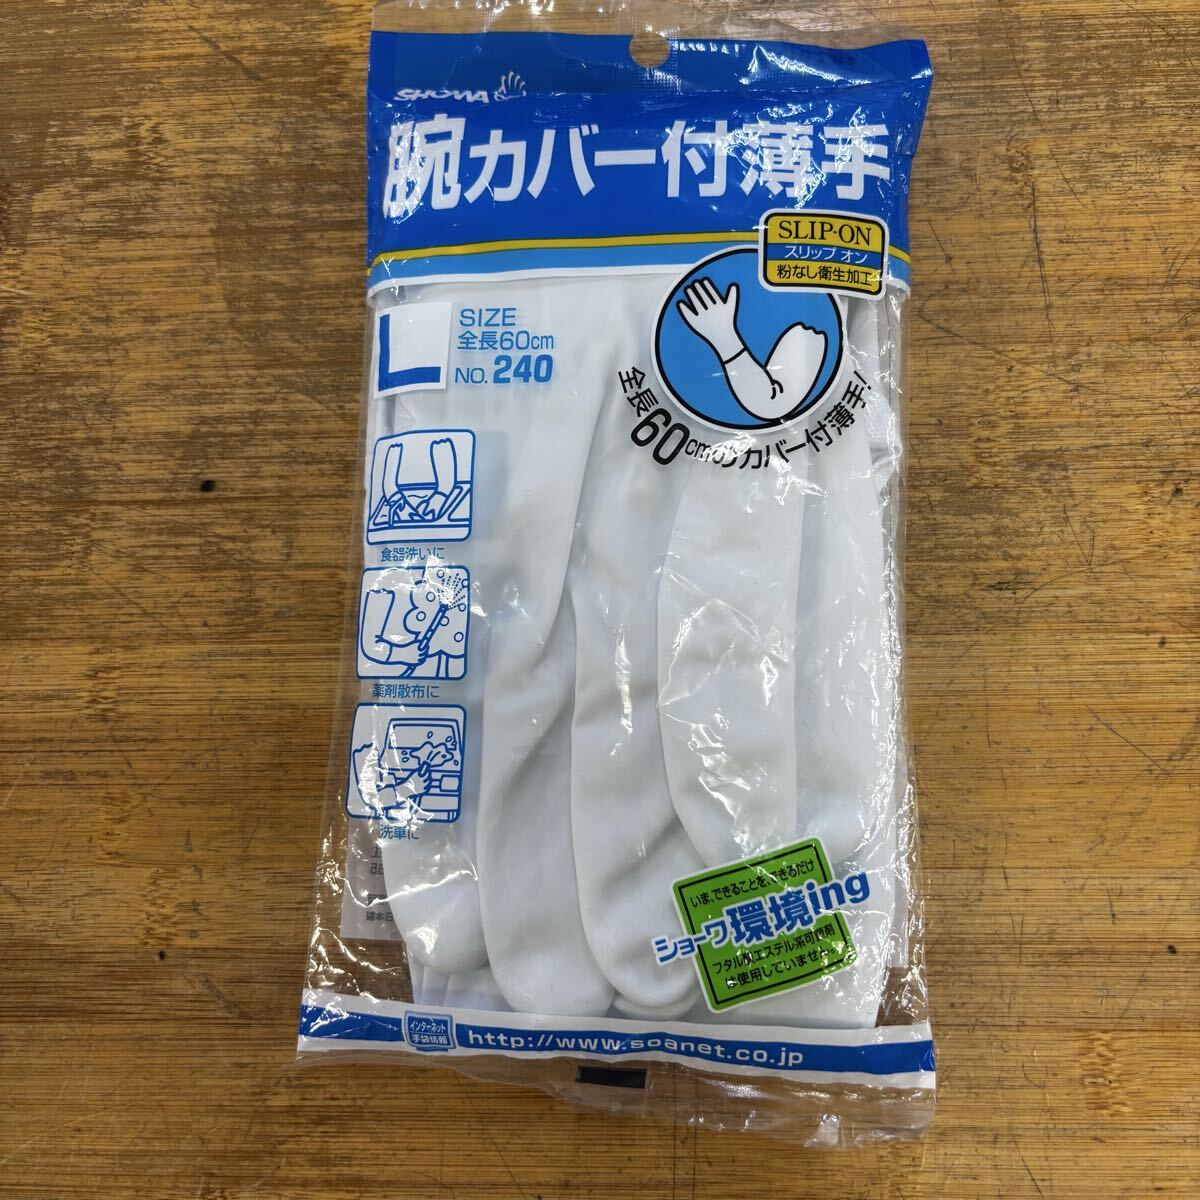 SHOWA
腕カバー付薄手
SLIP-ON
スリップ オン
粉なし衛生加工
L
SIZE
全長60cm
NO. 240
全長60cmのカバー付薄手!
食器洗いに
薬剤散布に
洗車に
いま、できることを、できるだけ
ショーワ環境ing
フタル酸エステル系可塑剤
は使用していません。
インターネット
手袋情報
http://www.soanet.co.jp